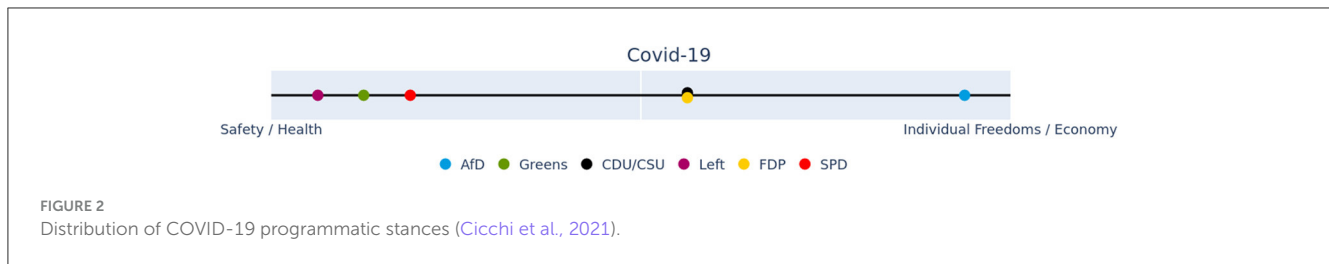 Covid-19
Safety / Health
Individual Freedoms / Economy
AfD Greens CDU/CSU Left FDP SPD
FIGURE 2
Distribution of COVID-19 programmatic stances (Cicchi et al., 2021).